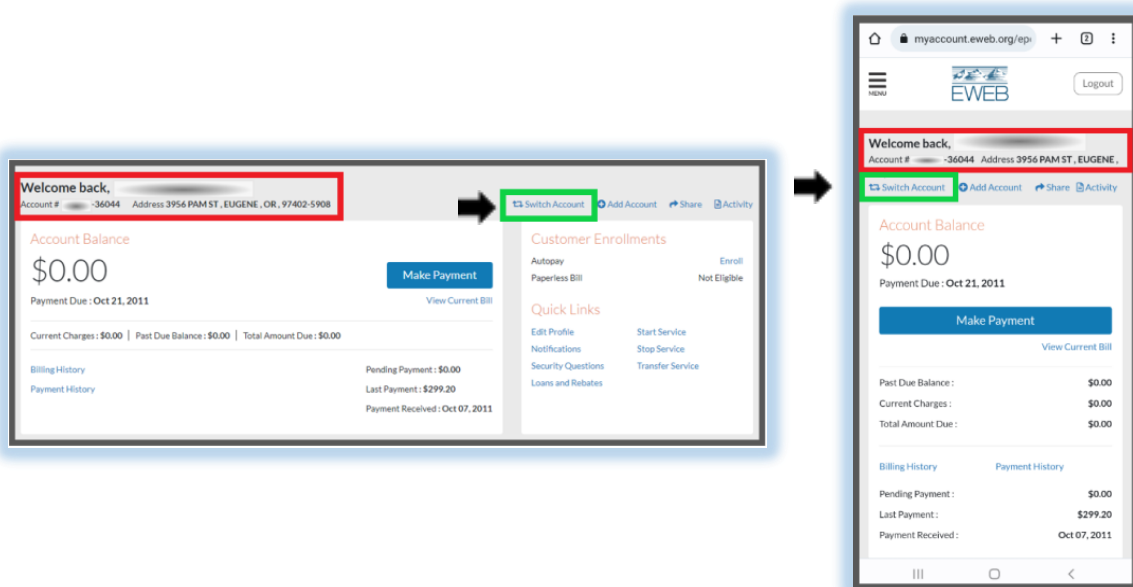 Welcome back,
Account # -36044 Address 3956 PAM ST , EUGENE , OR , 97402-5908
Switch Account Add Account Share Activity
Account Balance
$0.00
Make Payment
Payment Due : Oct 21, 2011
View Current Bill
Current Charges : $0.00 | Past Due Balance : $0.00 | Total Amount Due : $0.00
Billing History
Payment History
Pending Payment : $0.00
Last Payment : $299.20
Payment Received : Oct 07, 2011
Customer Enrollments
Autopay Enroll
Paperless Bill Not Eligible
Quick Links
Edit Profile Start Service
Notifications Stop Service
Security Questions Transfer Service
Loans and Rebates
myaccount.eweb.org/ep
2
MENU
EWEB
Logout
Welcome back,
Account # -36044 Address 3956 PAM ST , EUGENE ,
Switch Account Add Account Share Activity
Account Balance
$0.00
Payment Due : Oct 21, 2011
Make Payment
View Current Bill
Past Due Balance : $0.00
Current Charges : $0.00
Total Amount Due : $0.00
Billing History Payment History
Pending Payment : $0.00
Last Payment : $299.20
Payment Received : Oct 07, 2011